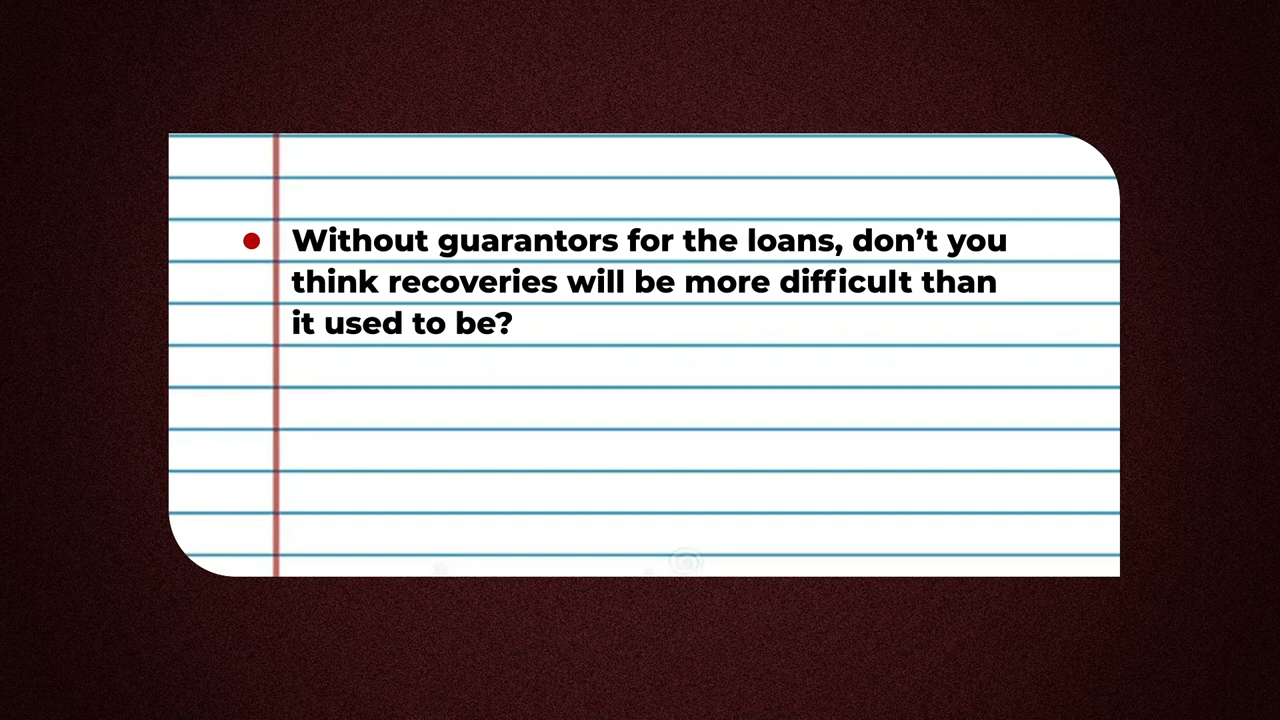 Without guarantors for the loans, don’t you
think recoveries will be more difficult than
it used to be?